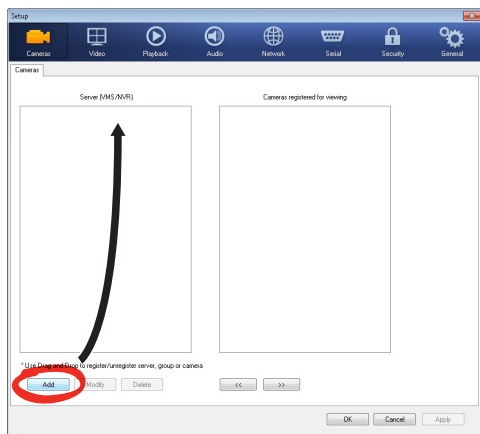 Setup
Cameras Video Playback Audio Network Serial Security General
Cameras
Server (VMS/NVR) Cameras registered for viewing
* Use Drag and Drop to register/unregister server, group or camera
Add Modify Delete << >>
OK Cancel Apply